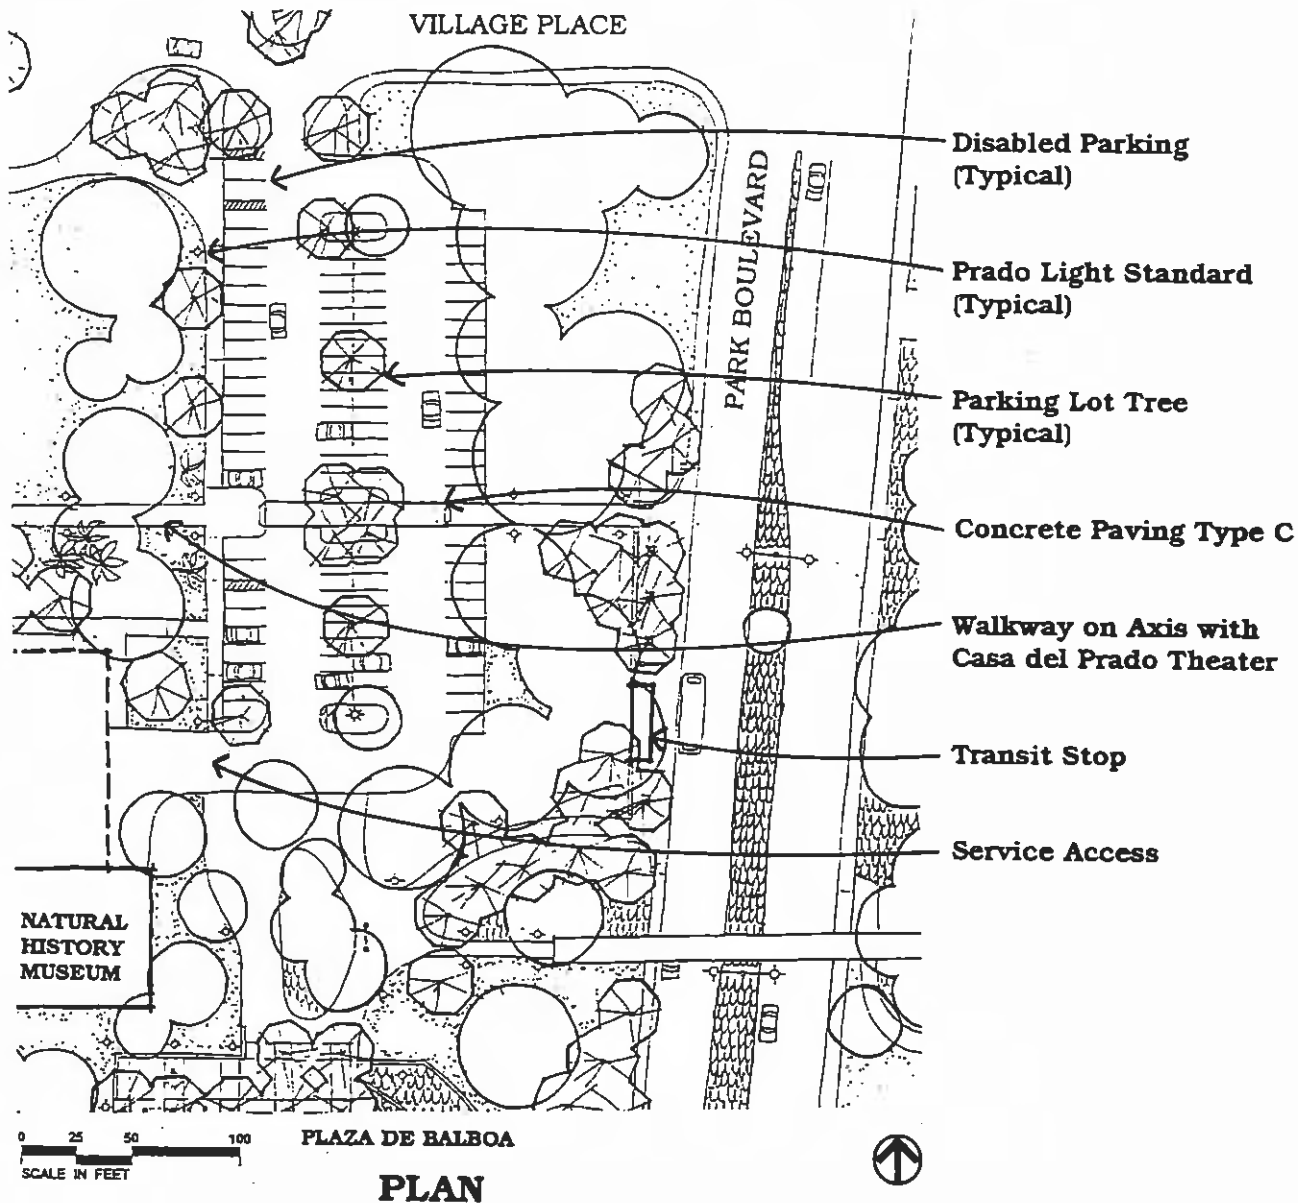 VILLAGE PLACE
Disabled Parking
(Typical)
PARK BOULEVARD
Prado Light Standard
(Typical)
Parking Lot Tree
(Typical)
Concrete Paving Type C
Walkway on Axis with
Casa del Prado Theater
Transit Stop
Service Access
NATURAL
HISTORY
MUSEUM
0 25 50 100
SCALE IN FEET
PLAZA DE BALBOA
PLAN